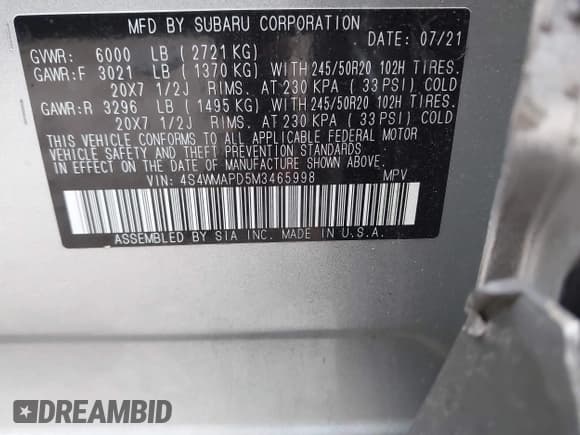 MFD BY SUBARU CORPORATION
DATE: 07/21
GVWR: 6000 LB ( 2721 KG)
GAWR:F 3021 LB ( 1370 KG) WITH 245/50R20 102H TIRES.
20X7 1/2J RIMS. AT 230 KPA ( 33 PSI) COLD
GAWR:R 3296 LB ( 1495 KG) WITH 245/50R20 102H TIRES.
20X7 1/2J RIMS. AT 230 KPA ( 33 PSI) COLD
THIS VEHICLE CONFORMS TO ALL APPLICABLE FEDERAL MOTOR
VEHICLE SAFETY AND THEFT PREVENTION STANDARDS
IN EFFECT ON THE DATE OF MANUFACTURE SHOWN ABOVE.
VIN: 4S4WMAPD5M3465998 MPV
ASSEMBLED BY SIA INC. MADE IN U.S.A.
DREAMBID